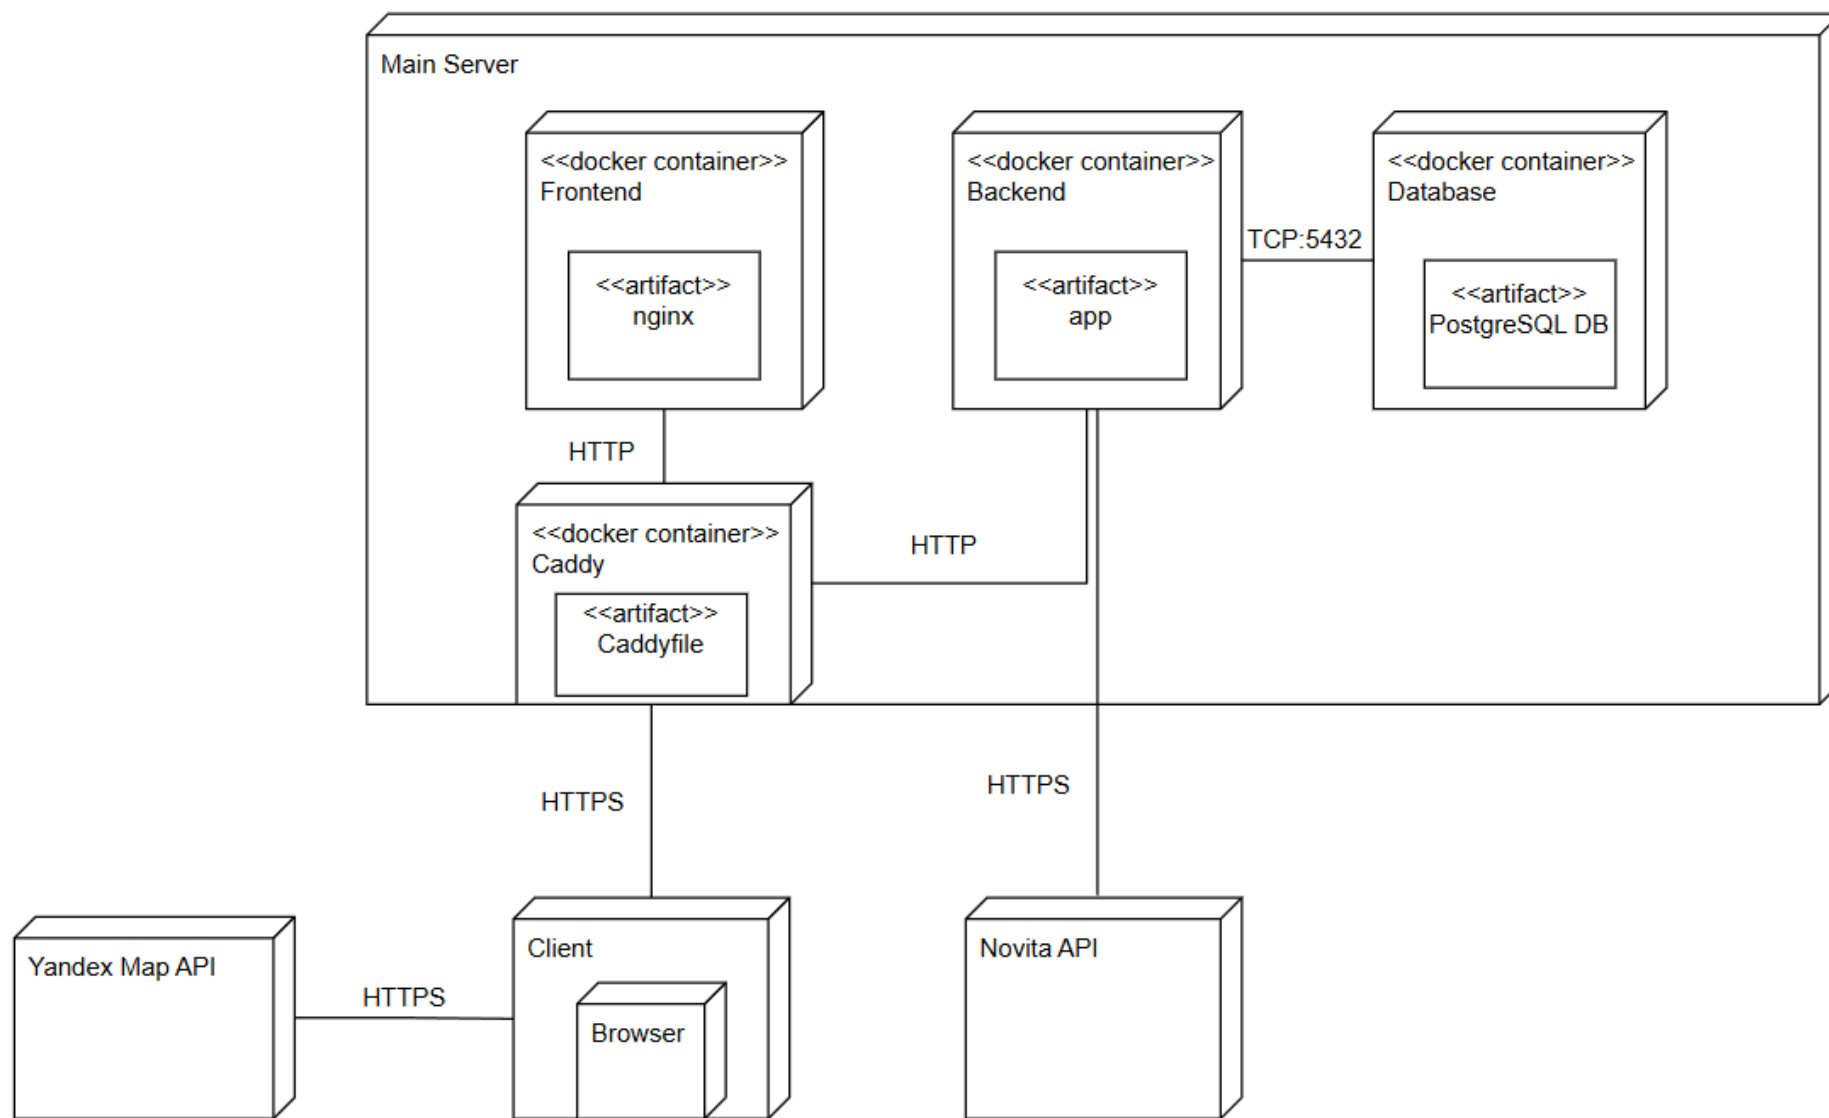 Main Server
<<docker container>>
Frontend
<<artifact>>
nginx
<<docker container>>
Backend
<<artifact>>
app
TCP:5432
<<docker container>>
Database
<<artifact>>
PostgreSQL DB
HTTP
<<docker container>>
Caddy
<<artifact>>
Caddyfile
HTTP
HTTPS
HTTPS
Yandex Map API
HTTPS
Client
Browser
Novita API